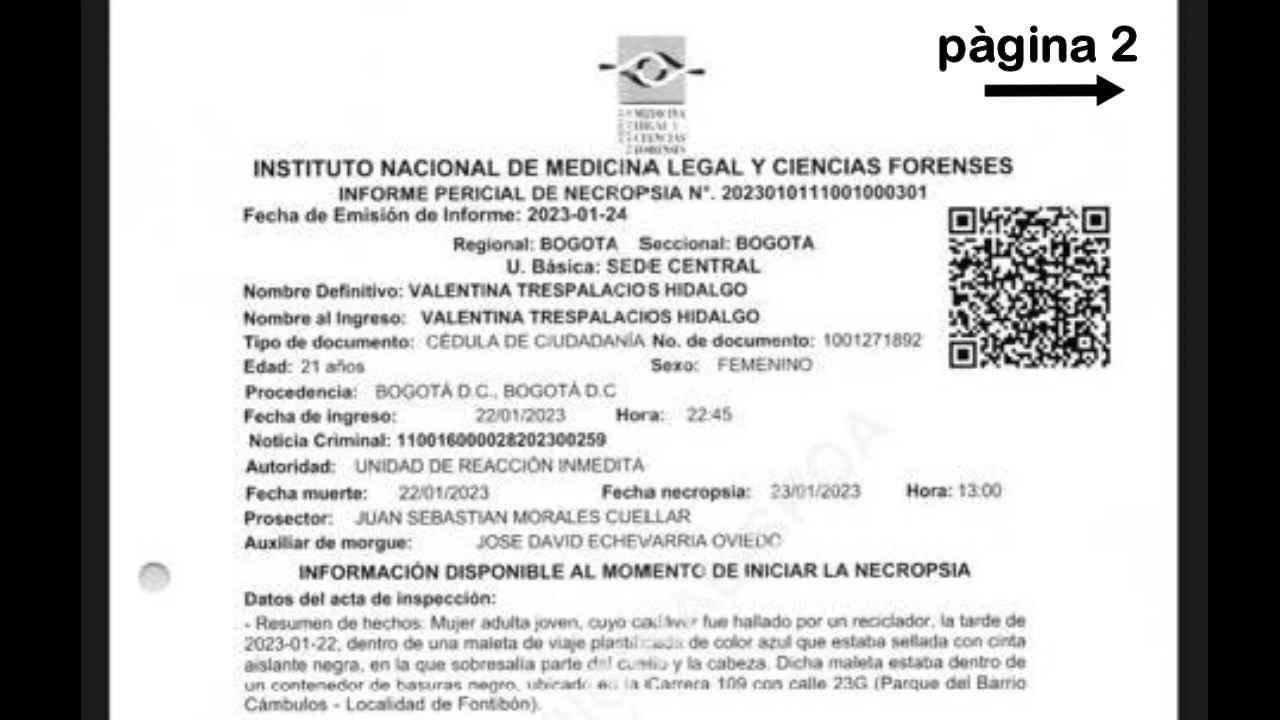 pàgina 2
MEDICINA
LEGAL Y
CIENCIAS
FORENSES
INSTITUTO NACIONAL DE MEDICINA LEGAL Y CIENCIAS FORENSES
INFORME PERICIAL DE NECROPSIA N°. 2023010111001000301
Fecha de Emisión de Informe: 2023-01-24
Regional: BOGOTA Seccional: BOGOTA
U. Básica: SEDE CENTRAL
Nombre Definitivo: VALENTINA TRESPALACIOS HIDALGO
Nombre al Ingreso: VALENTINA TRESPALACIOS HIDALGO
Tipo de documento: CÉDULA DE CIUDADANÍA No. de documento: 1001271892
Edad: 21 años Sexo: FEMENINO
Procedencia: BOGOTÁ D.C., BOGOTÁ D.C
Fecha de ingreso: 22/01/2023 Hora: 22:45
Noticia Criminal: 110016000028202300259
Autoridad: UNIDAD DE REACCIÓN INMEDITA
Fecha muerte: 22/01/2023 Fecha necropsia: 23/01/2023 Hora: 13:00
Prosector: JUAN SEBASTIAN MORALES CUELLAR
Auxiliar de morgue: JOSE DAVID ECHEVARRIA OVIEDO
INFORMACIÓN DISPONIBLE AL MOMENTO DE INICIAR LA NECROPSIA
Datos del acta de inspección:
- Resumen de hechos: Mujer adulta joven, cuyo cadáver fue hallado por un reciclador, la tarde de
2023-01-22, dentro de una maleta de viaje plastificada de color azul que estaba sellada con cinta
aislante negra, en la que sobresalía parte del cuello y la cabeza. Dicha maleta estaba dentro de
un contenedor de basuras negro, ubicado en la (Carrera 109 con calle 23G (Parque del Barrio
Cámbulos - Localidad de Fontibón).